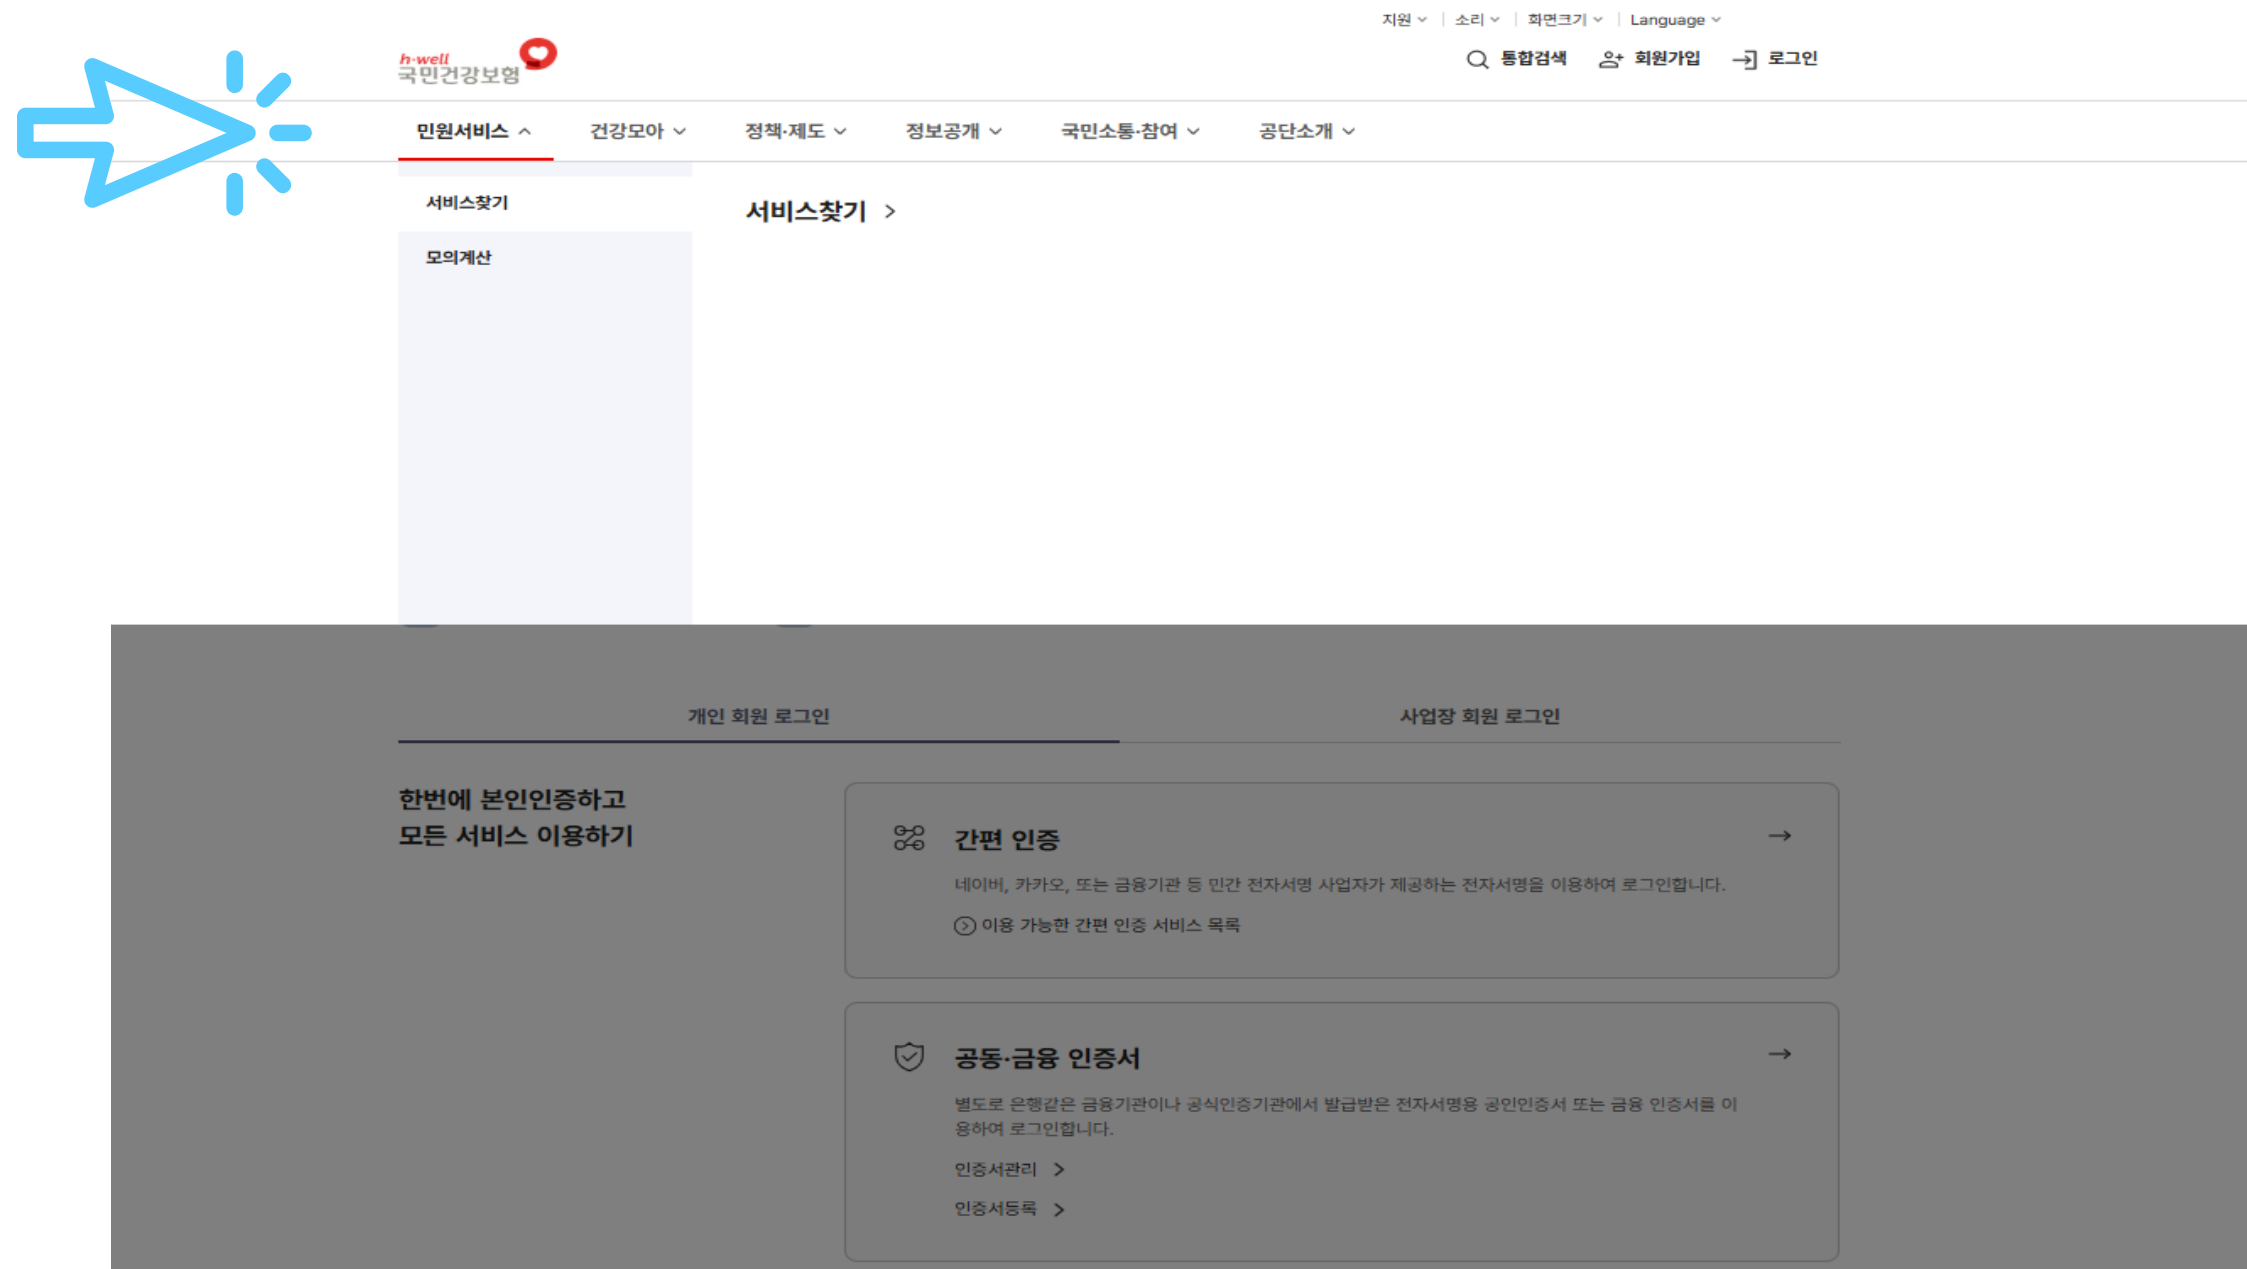 지원 소리 화면크기 Language
h·well
국민건강보험
통합검색 회원가입 로그인
민원서비스 건강모아 정책·제도 정보공개 국민소통·참여 공단소개
서비스찾기
서비스찾기
모의계산
개인 회원 로그인 사업장 회원 로그인
한번에 본인인증하고
모든 서비스 이용하기
간편 인증
네이버, 카카오, 또는 금융기관 등 민간 전자서명 사업자가 제공하는 전자서명을 이용하여 로그인합니다.
이용 가능한 간편 인증 서비스 목록
공동·금융 인증서
별도로 은행같은 금융기관이나 공식인증기관에서 발급받은 전자서명용 공인인증서 또는 금융 인증서를 이
용하여 로그인합니다.
인증서관리
인증서등록